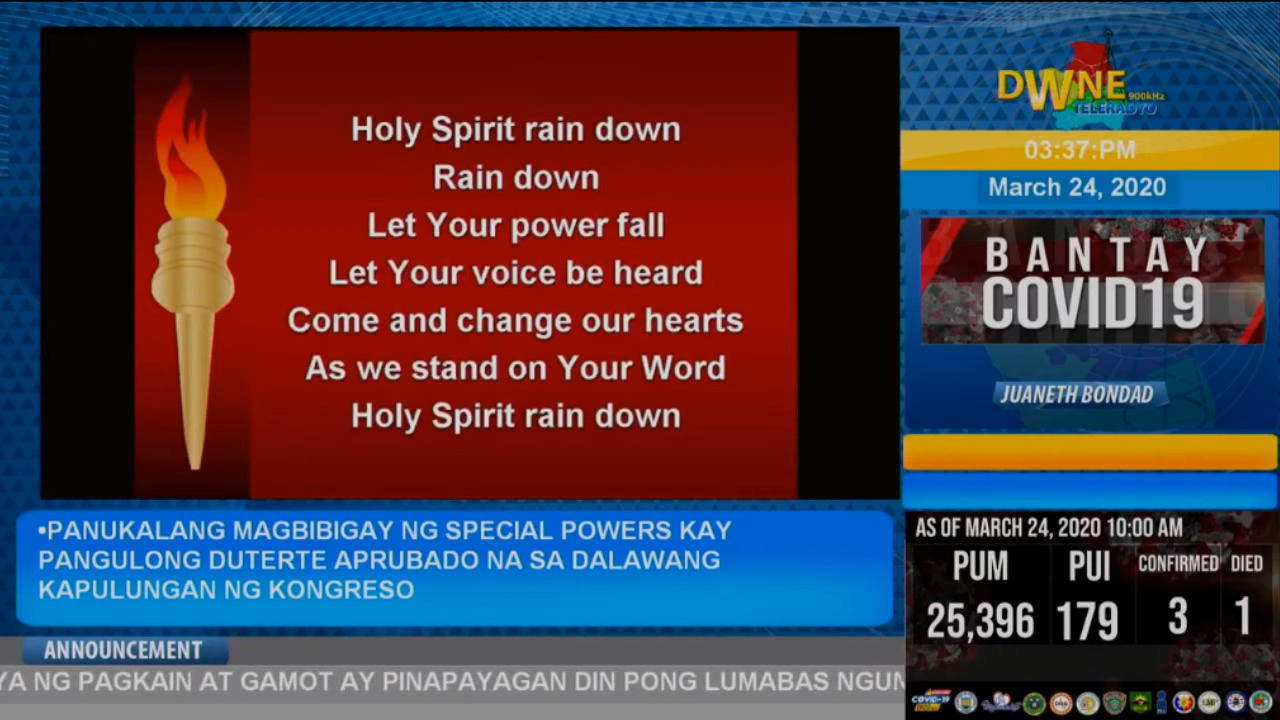 Holy Spirit rain down
Rain down
Let Your power fall
Let Your voice be heard
Come and change our hearts
As we stand on Your Word
Holy Spirit rain down
DWNE
900kHz
TELERADYO
03:37:PM
March 24, 2020
BANTAY
COVID19
JUANETH BONDAD
•PANUKALANG MAGBIBIGAY NG SPECIAL POWERS KAY
PANGULONG DUTERTE APRUBADO NA SA DALAWANG
KAPULUNGAN NG KONGRESO
ANNOUNCEMENT
YA NG PAGKAIN AT GAMOT AY PINAPAYAGAN DIN PONG LUMABAS NGUN
AS OF MARCH 24, 2020 10:00 AM
PUM PUI CONFIRMED DIED
25,396 179 3 1
COVID-19